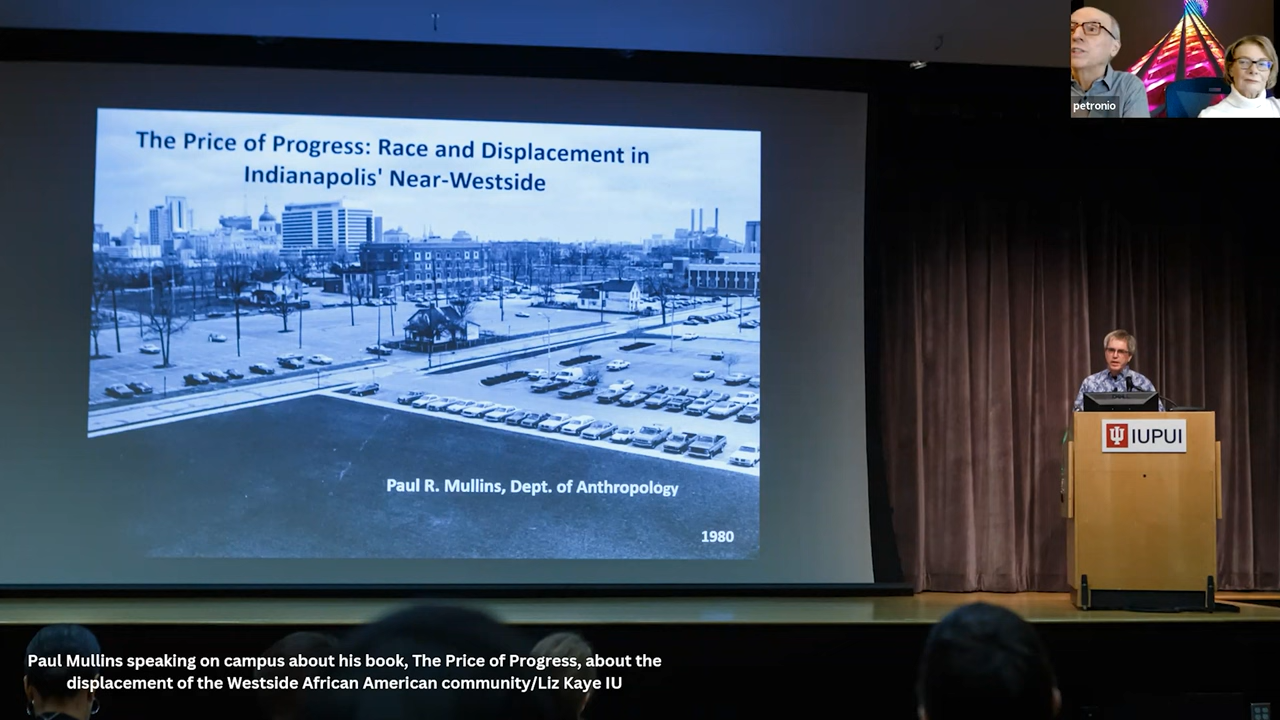 The Price of Progress: Race and Displacement in
Indianapolis' Near-Westside
Paul R. Mullins, Dept. of Anthropology
1980
petronio
IUPUI
Paul Mullins speaking on campus about his book, The Price of Progress, about the
displacement of the Westside African American community/Liz Kaye IU